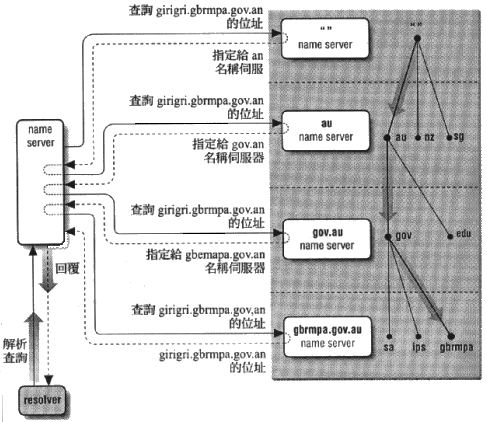 查詢 girigri.gbrmpa.gov.an
的位址
指定給 an
名稱伺服
“ ”
name server
“ ”
查詢 girigri.gbrmpa.gov.an
的位址
指定給 gov.an
名稱伺服器
au
name server
au
nz
sg
name
server
查詢 girigri.gbrmpa.gov.an
的位址
指定給 gbemapa.gov.an
名稱伺服器
gov.au
name server
gov
edu
查詢 girigri.gbrmpa.gov,an
的位址
girigri.gbrmpa.gov.an
的位址
gbrmpa.gov.au
name server
sa
ips
gbrmpa
回覆
解析
查詢
resolver